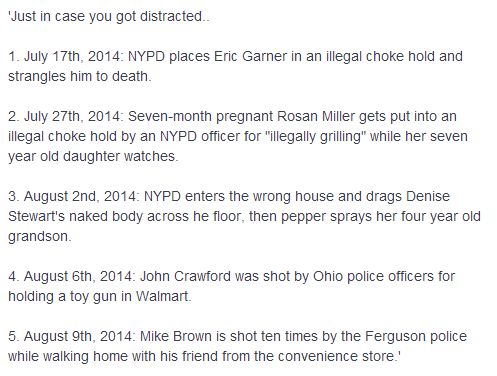 'Just in case you got distracted..
1. July 17th, 2014: NYPD places Eric Garner in an illegal choke hold and
strangles him to death.
2. July 27th, 2014: Seven-month pregnant Rosan Miller gets put into an
illegal choke hold by an NYPD officer for "illegally grilling" while her seven
year old daughter watches.
3. August 2nd, 2014: NYPD enters the wrong house and drags Denise
Stewart's naked body across he floor, then pepper sprays her four year old
grandson.
4. August 6th, 2014: John Crawford was shot by Ohio police officers for
holding a toy gun in Walmart.
5. August 9th, 2014: Mike Brown is shot ten times by the Ferguson police
while walking home with his friend from the convenience store.'